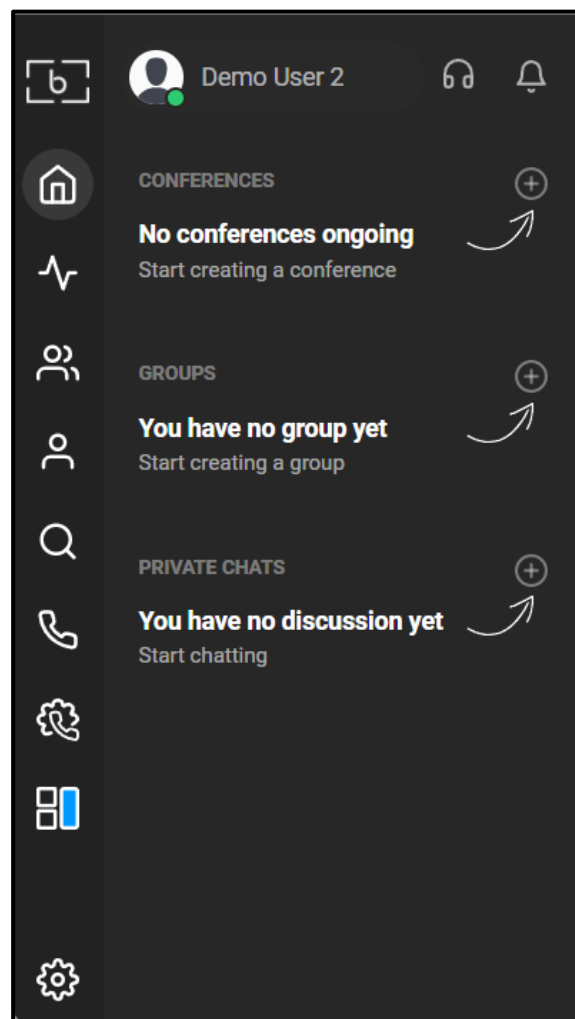 b
Demo User 2
CONFERENCES
No conferences ongoing
Start creating a conference
GROUPS
You have no group yet
Start creating a group
PRIVATE CHATS
You have no discussion yet
Start chatting